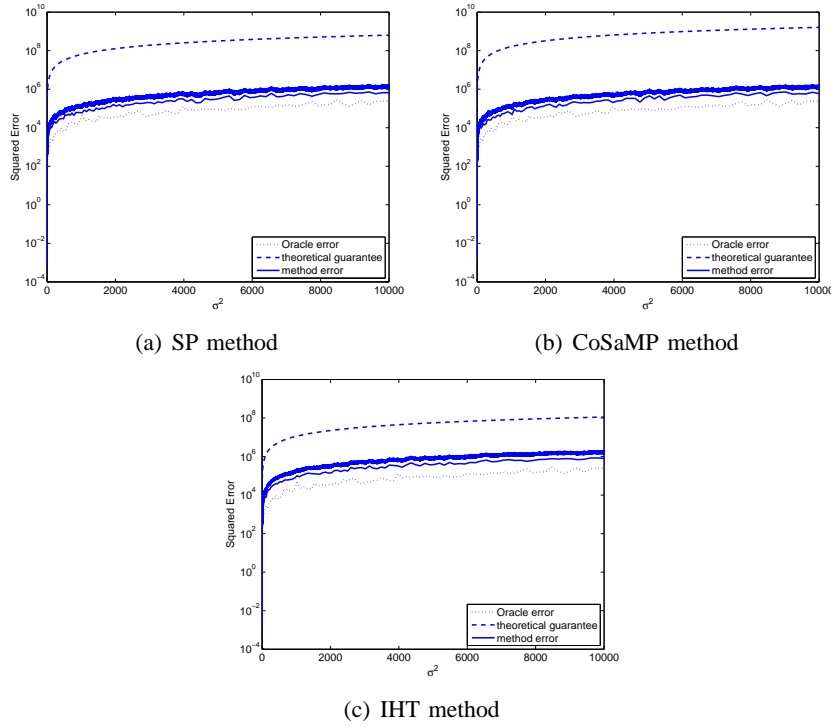 10^10
10^8
10^6
10^4
10^2
10^0
10^−2
10^−4
Squared Error
0 2000 4000 6000 8000 10000
σ^2
Oracle error
theoretical guarantee
method error
(a) SP method
10^10
10^8
10^6
10^4
10^2
10^0
10^−2
10^−4
Squared Error
0 2000 4000 6000 8000 10000
σ^2
Oracle error
theoretical guarantee
method error
(b) CoSaMP method
10^10
10^8
10^6
10^4
10^2
10^0
10^−2
10^−4
Squared Error
0 2000 4000 6000 8000 10000
σ^2
Oracle error
theoretical guarantee
method error
(c) IHT method